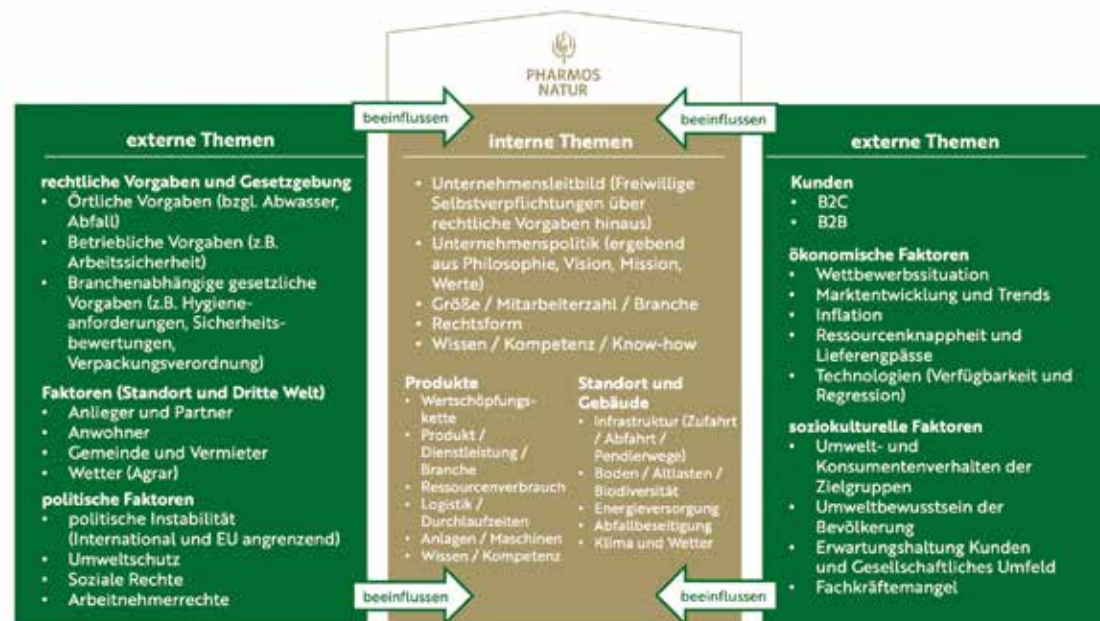 PHARMOS
NATUR
beeinflussen
beeinflussen
externe Themen
rechtliche Vorgaben und Gesetzgebung
• Örtliche Vorgaben (bzgl. Abwasser,
Abfall)
• Betriebliche Vorgaben (z.B.
Arbeitssicherheit)
• Branchenabhängige gesetzliche
Vorgaben (z.B. Hygiene-
anforderungen, Sicherheits-
bewertungen,
Verpackungsverordnung)
Faktoren (Standort und Dritte Welt)
• Anlieger und Partner
• Anwohner
• Gemeinde und Vermieter
• Wetter (Agrar)
politische Faktoren
• politische Instabilität
(International und EU angrenzend)
• Umweltschutz
• Soziale Rechte
• Arbeitnehmerrechte
interne Themen
• Unternehmensleitbild (Freiwillige
Selbstverpflichtungen über
rechtliche Vorgaben hinaus)
• Unternehmenspolitik (ergebend
aus Philosophie, Vision, Mission,
Werte)
• Größe / Mitarbeiterzahl / Branche
• Rechtsform
• Wissen / Kompetenz / Know-how
Produkte
• Wertschöpfungs-
kette
• Produkt /
Dienstleistung /
Branche
• Ressourcenverbrauch
• Logistik /
Durchlaufzeiten
• Anlagen / Maschinen
• Wissen / Kompetenz
Standort und
Gebäude
• Infrastruktur (Zufahrt
/ Abfahrt /
Pendlerwege)
• Boden / Altlasten /
Biodiversität
• Energieversorgung
• Abfallbeseitigung
• Klima und Wetter
externe Themen
Kunden
• B2C
• B2B
ökonomische Faktoren
• Wettbewerbssituation
• Marktentwicklung und Trends
• Inflation
• Ressourcenknappheit und
Lieferengpässe
• Technologien (Verfügbarkeit und
Regression)
soziokulturelle Faktoren
• Umwelt- und
Konsumentenverhalten der
Zielgruppen
• Umweltbewusstsein der
Bevölkerung
• Erwartungshaltung Kunden
und Gesellschaftliches Umfeld
• Fachkräftemangel
beeinflussen
beeinflussen